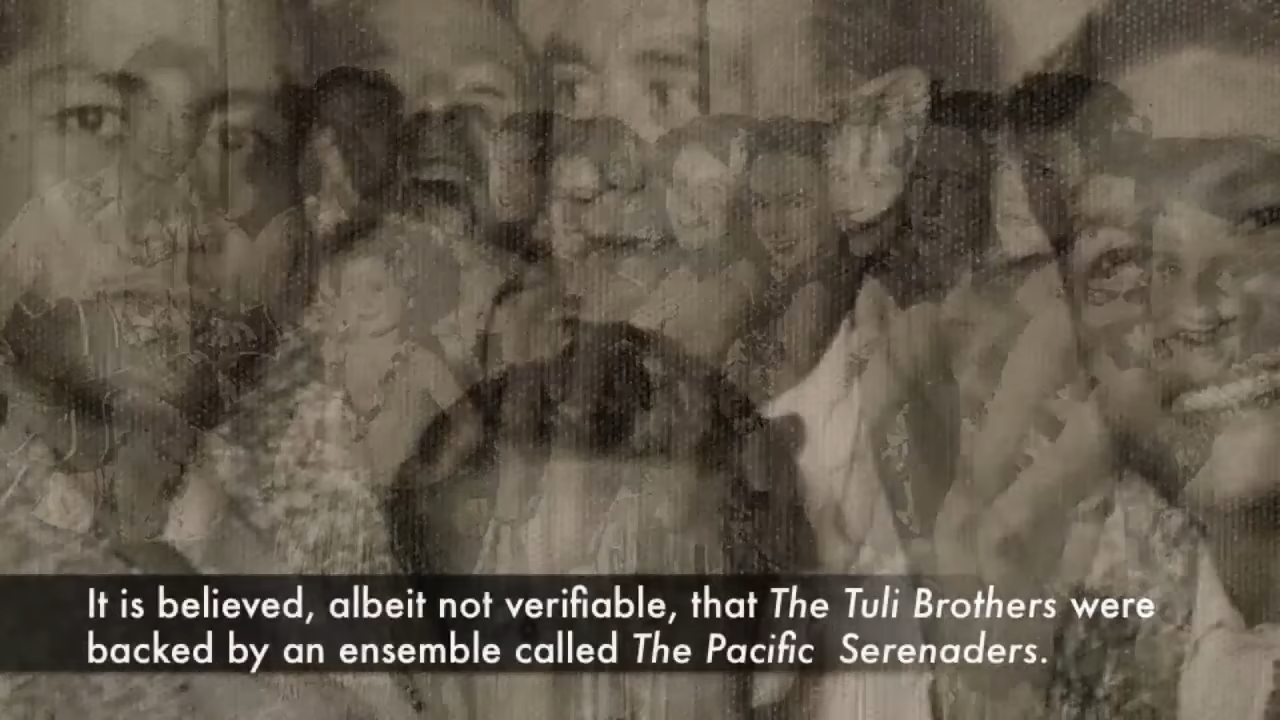 It is believed, albeit not verifiable, that The Tuli Brothers were
backed by an ensemble called The Pacific  Serenaders.